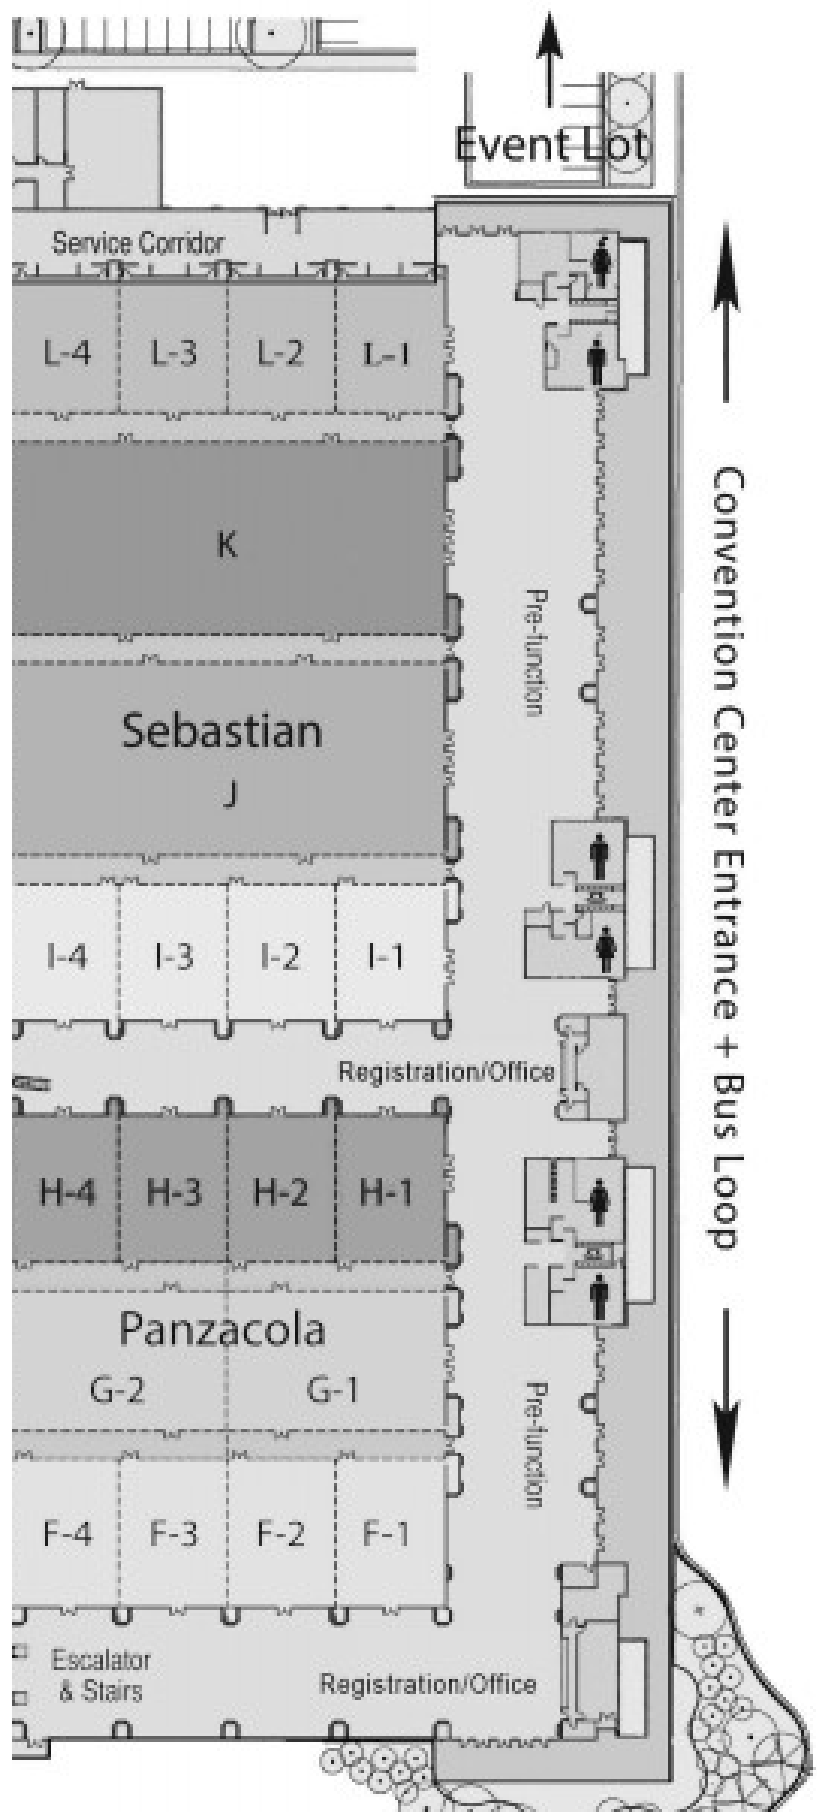 Event Lot
Service Corridor
L-4 L-3 L-2 L-1
K
Pre-function
Sebastian
J
I-4 I-3 I-2 I-1
Registration/Office
Convention Center Entrance + Bus Loop
H-4 H-3 H-2 H-1
Panzacola
G-2 G-1
Pre-function
F-4 F-3 F-2 F-1
Escalator
& Stairs
Registration/Office